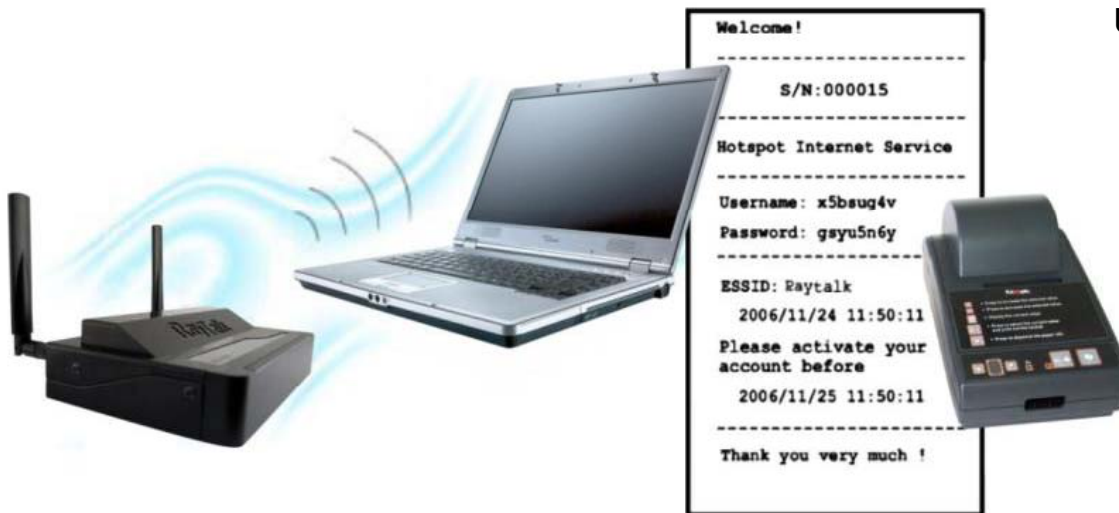 RayTalk
Welcome!
S/N:000015
Hotspot Internet Service
Username: x5bsug4v
Password: gsyu5n6y
ESSID: Raytalk
2006/11/24 11:50:11
Please activate your
account before
2006/11/25 11:50:11
Thank you very much !